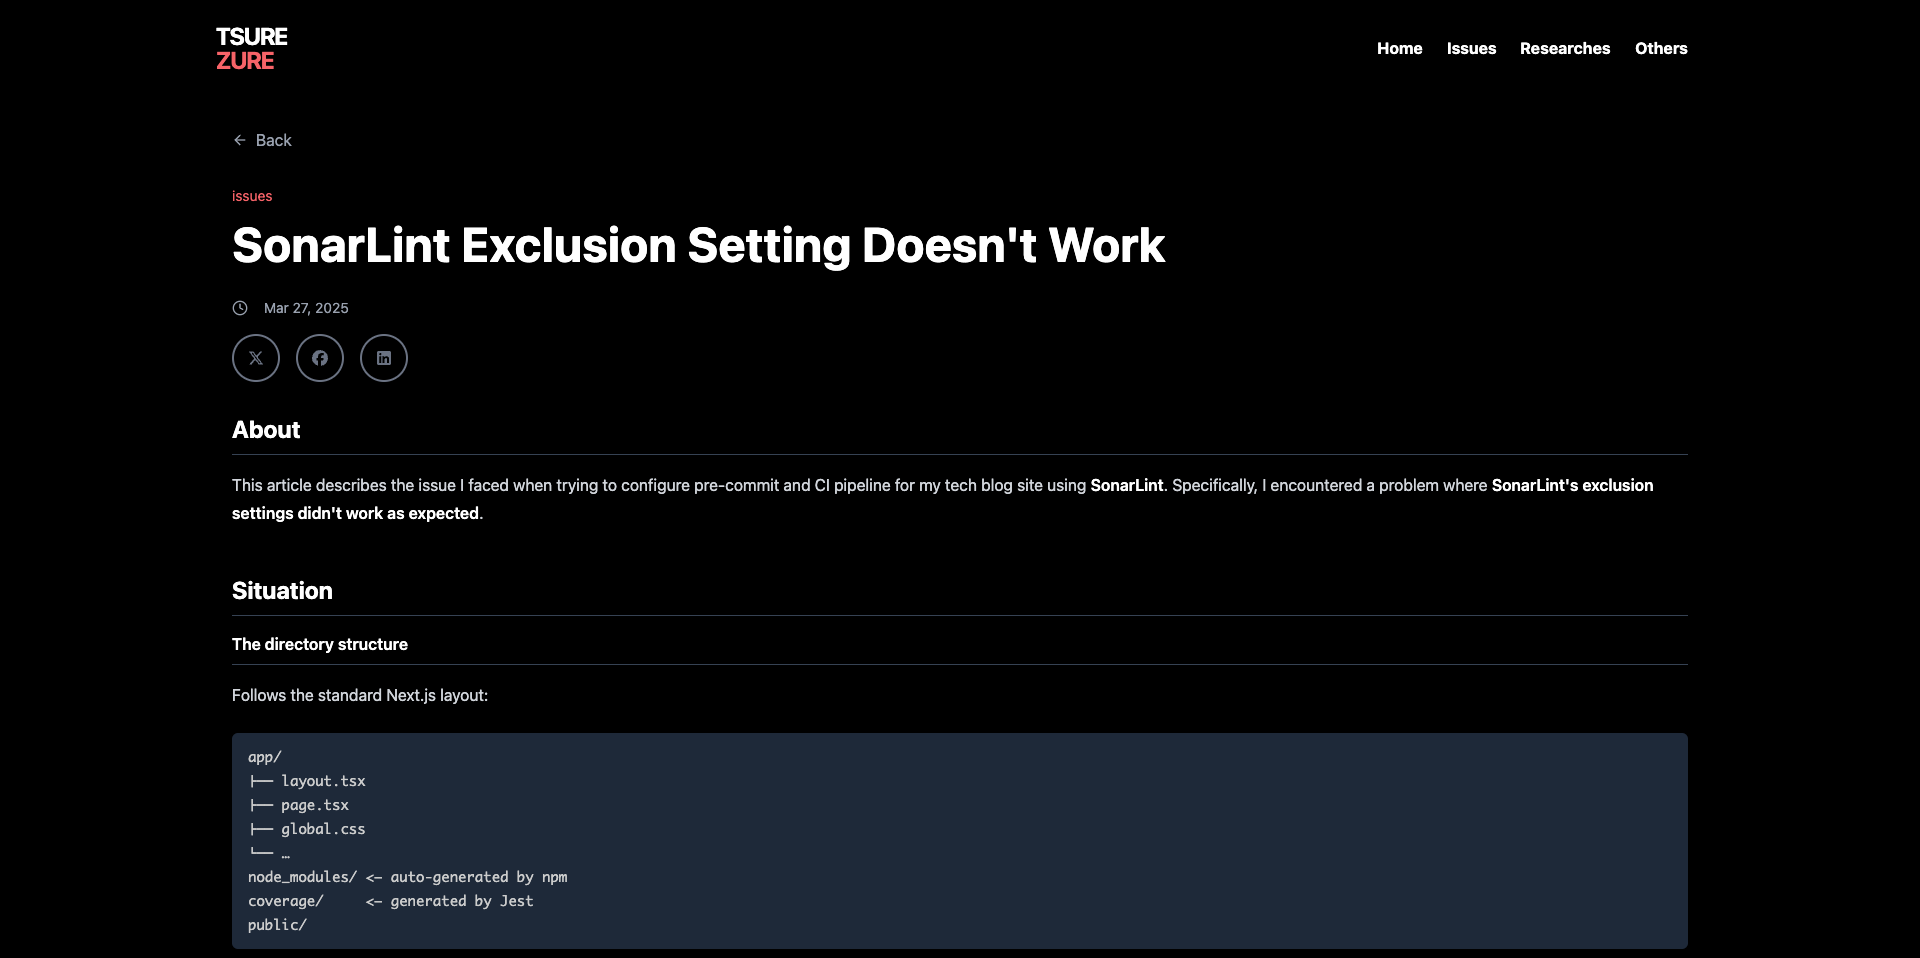 TSURE
ZURE
Home Issues Researches Others
← Back
issues
SonarLint Exclusion Setting Doesn't Work
Mar 27, 2025
About
This article describes the issue I faced when trying to configure pre-commit and CI pipeline for my tech blog site using SonarLint. Specifically, I encountered a problem where SonarLint's exclusion
settings didn't work as expected.
Situation
The directory structure
Follows the standard Next.js layout:
app/
├── layout.tsx
├── page.tsx
├── global.css
└── …
node_modules/ <— auto-generated by npm
coverage/     <— generated by Jest
public/